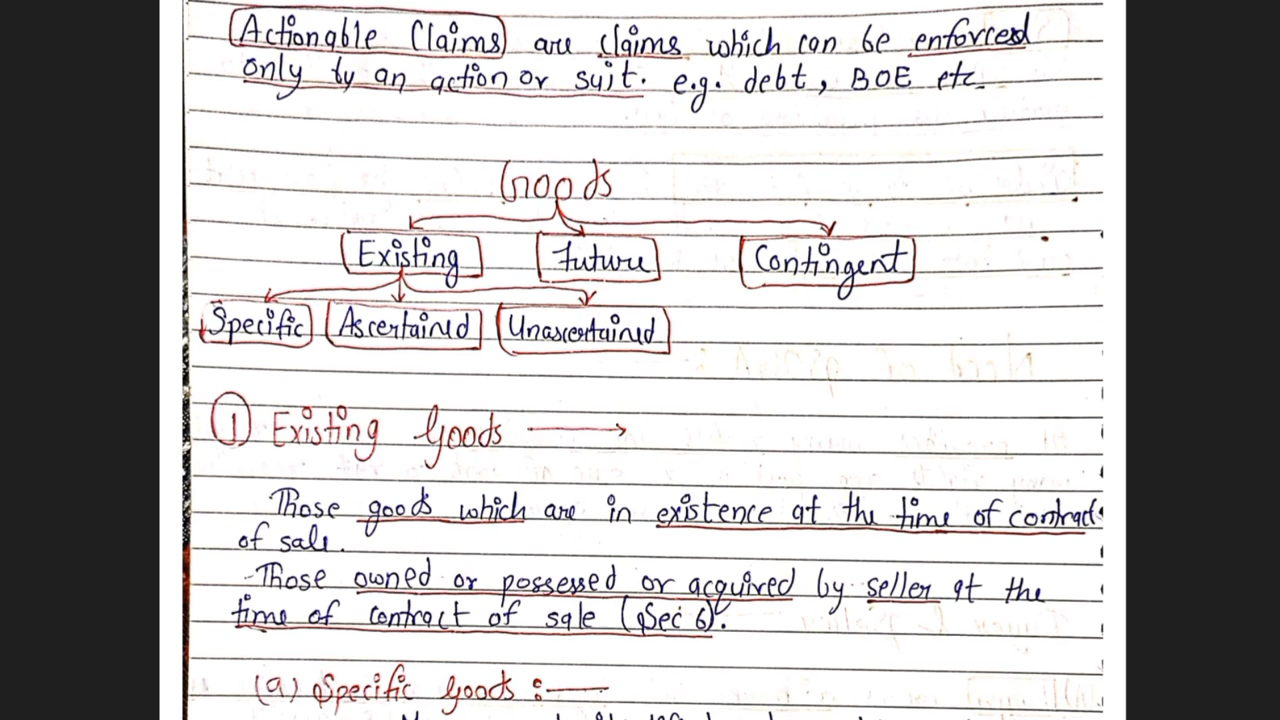 Actionable Claims are claims which can be enforced
only by an action or suit. e.g. debt, BOE etc
Goods
Existing Future Contingent
Specific Ascertained Unascertained
① Existing Goods →
Those goods which are in existence at the time of contract
of sale.
-Those owned or possessed or acquired by seller at the
time of contract of sale (Sec 6).
(a) Specific Goods :—